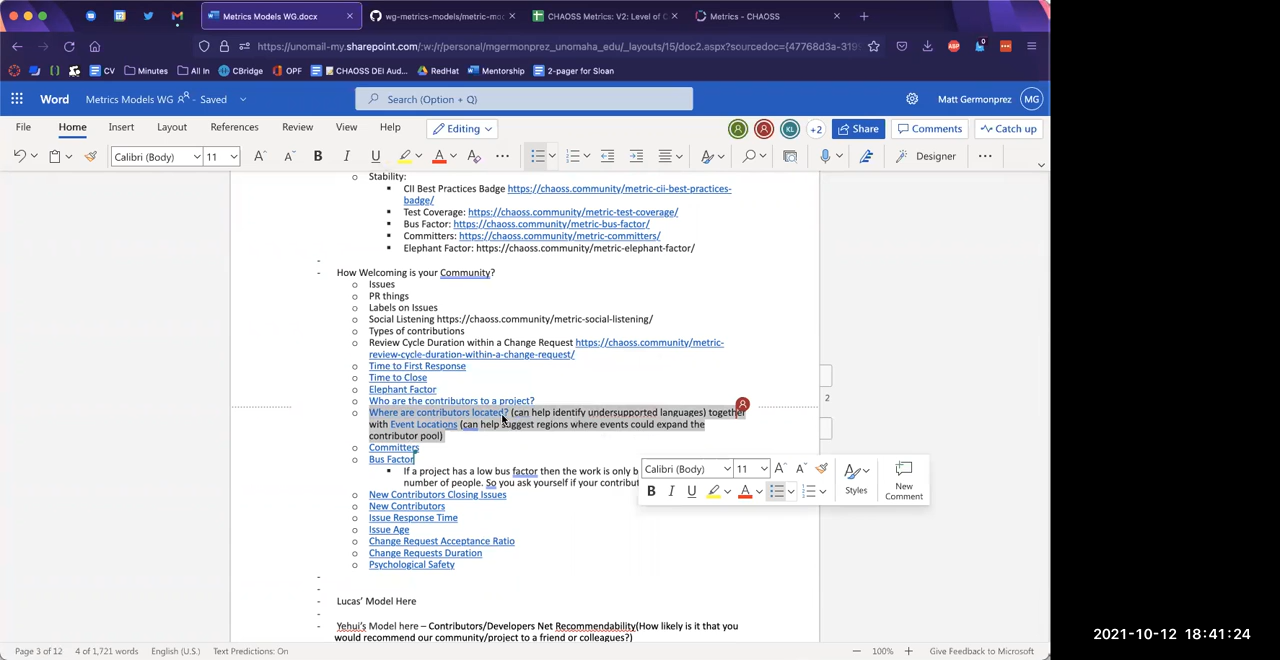 Metrics Models WG.docx
wg-metrics-models/metric-mo
CHAOSS Metrics: V2: Level of C
Metrics - CHAOSS
https://unomail-my.sharepoint.com/:w:/r/personal/mgermonprez_unomaha_edu/_layouts/15/doc2.aspx?sourcedoc={47768d3a-319
CV
Minutes
All In
CBridge
OPF
CHAOSS DEI Aud...
RedHat
Mentorship
2-pager for Sloan
Word
Metrics Models WG
- Saved
Search (Option + Q)
Matt Germonprez
MG
File
Home
Insert
Layout
References
Review
View
Help
Editing
KL
+2
Share
Comments
Catch up
Calibri (Body)
11
Designer
Stability:
CII Best Practices Badge https://chaoss.community/metric-cii-best-practices-
badge/
Test Coverage: https://chaoss.community/metric-test-coverage/
Bus Factor: https://chaoss.community/metric-bus-factor/
Committers: https://chaoss.community/metric-committers/
Elephant Factor: https://chaoss.community/metric-elephant-factor/
How Welcoming is your Community?
Issues
PR things
Labels on Issues
Social Listening https://chaoss.community/metric-social-listening/
Types of contributions
Review Cycle Duration within a Change Request https://chaoss.community/metric-
review-cycle-duration-within-a-change-request/
Time to First Response
Time to Close
Elephant Factor
Who are the contributors to a project?
Where are contributors located? (can help identify undersupported languages) together
with Event Locations (can help suggest regions where events could expand the
contributor pool)
Committers
Bus Factor
If a project has a low bus factor then the work is only b
number of people. So you ask yourself if your contribut
New Contributors Closing Issues
New Contributors
Issue Response Time
Issue Age
Change Request Acceptance Ratio
Change Requests Duration
Psychological Safety
Lucas' Model Here
Yehui's Model here – Contributors/Developers Net Recommendability(How likely is it that you
would recommend our community/project to a friend or colleagues?)
2
Calibri (Body)
11
Styles
New
Comment
Page 3 of 12
4 of 1,721 words
English (U.S.)
Text Predictions: On
100%
Give Feedback to Microsoft
2021-10-12 18:41:24